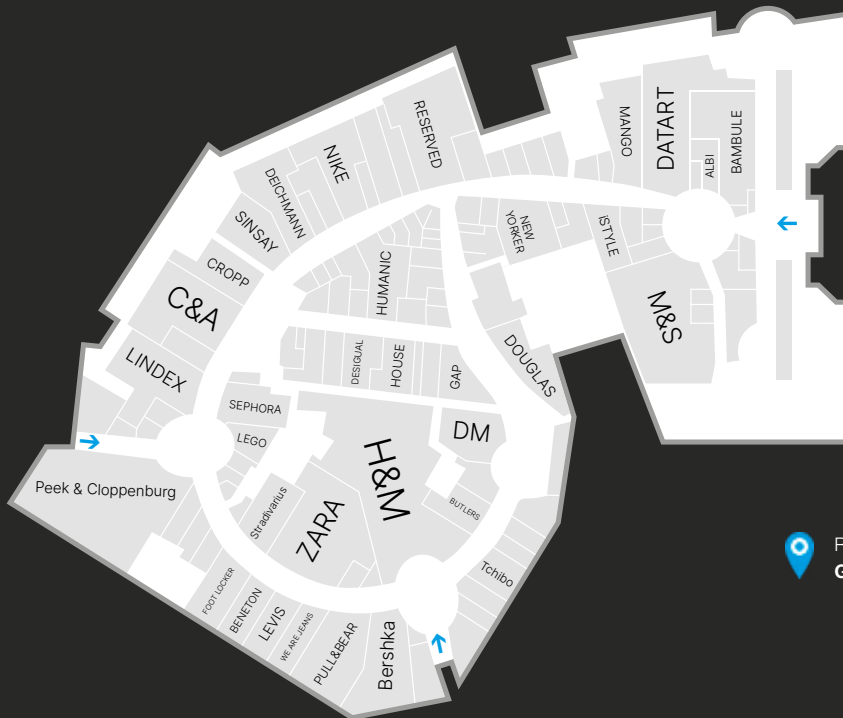 RESERVED
MANGO
DATART
ALBI
BAMBULE
NIKE
DEICHMANN
SINSAY
NEW
YORKER
iSTYLE
CROPP
C&A
HUMANIC
M&S
LINDEX
DESIGUAL
HOUSE
GAP
DOUGLAS
SEPHORA
LEGO
DM
H&M
Peek & Cloppenburg
Stradivarius
ZARA
BUTLERS
Tchibo
FOOT LOCKER
BENETON
LEVIS
WE ARE JEANS
PULL&BEAR
Bershka